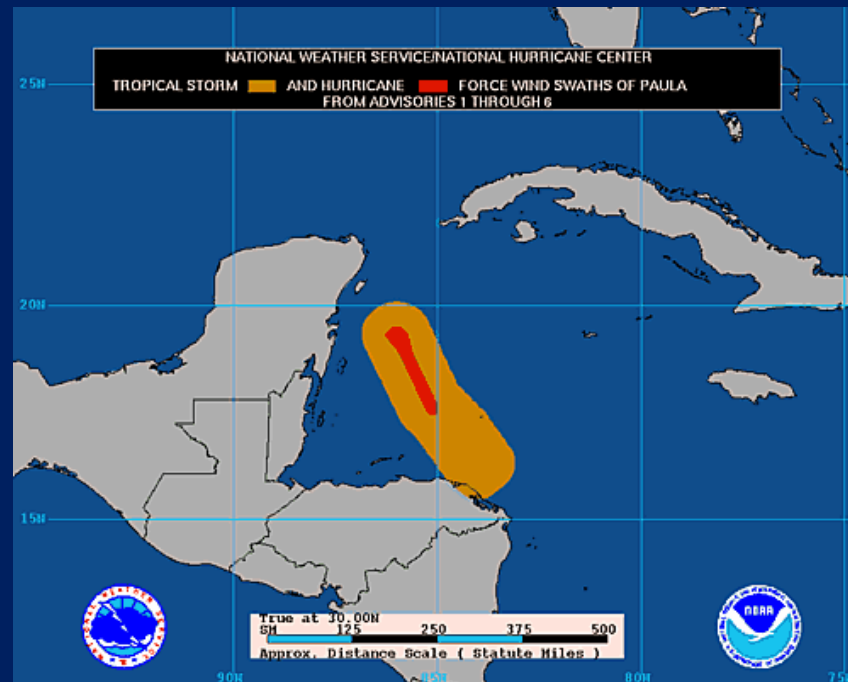 NATIONAL WEATHER SERVICE/NATIONAL HURRICANE CENTER
TROPICAL STORM AND HURRICANE FORCE WIND SWATHS OF PAULA
FROM ADVISORIES 1 THROUGH 6
25N
20N
15N
True at 30.00N
SM 125 250 375 500
Approx. Distance Scale ( Statute Miles )
NOAA
90W 85W 80W 75